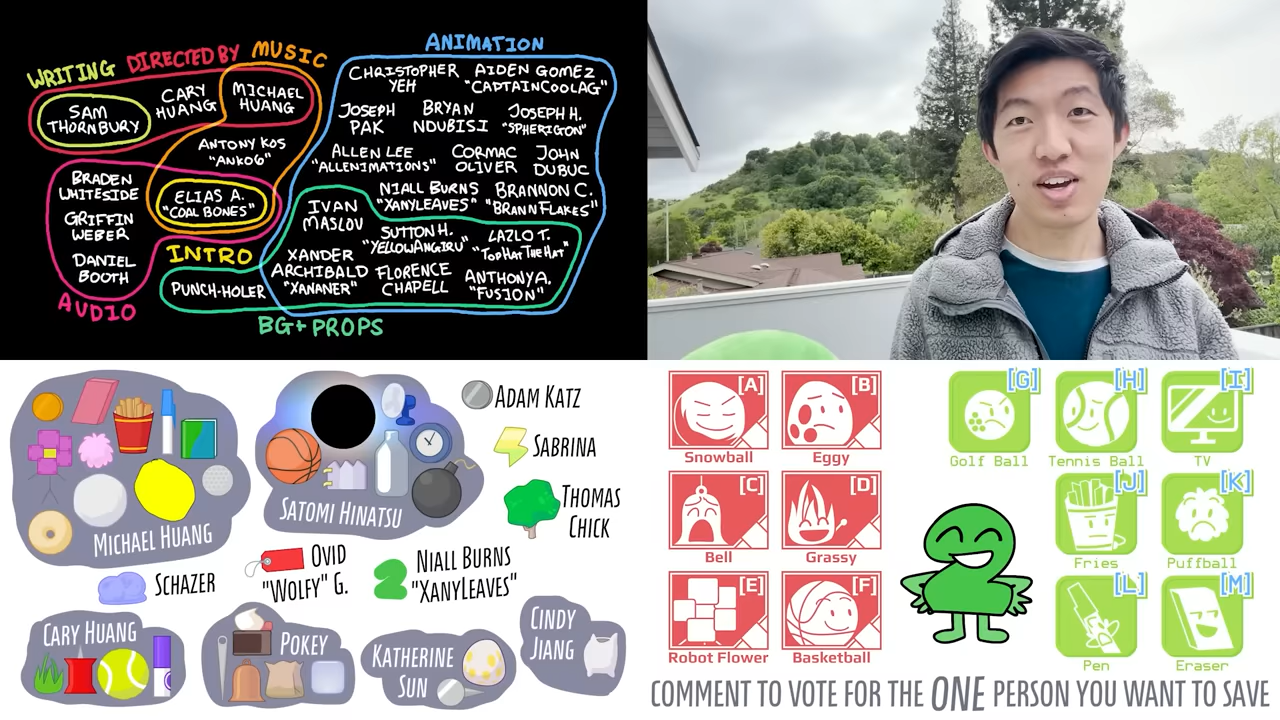 WRITING
DIRECTED BY
MUSIC
ANIMATION
SAM
THORNBURY
CARY
HUANG
MICHAEL
HUANG
ANTONY KOS
"ANKOG"
BRADEN
WHITESIDE
GRIFFIN
WEBER
DANIEL
BOOTH
ELIAS A.
"COAL BONES"
INTRO
PUNCH-HOLER
AUDIO
BG+PROPS
CHRISTOPHER
YEH
AIDEN GOMEZ
"CAPTAINCOOLAG"
JOSEPH
PAK
BRYAN
NDUBISI
JOSEPH H.
"SPHERIGON"
ALLEN LEE
"ALLENIMATIONS"
CORMAC
OLIVER
JOHN
DUBUC
NIALL BURNS
"XANYLEAVES"
BRANNON C.
"BRANNFLAKES"
IVAN
MASLOV
SUTTON H.
"YELLOWANGIRU"
LAZLO T.
"TOPHATTHEHAT"
XANDER
ARCHIBALD
"XANANER"
FLORENCE
CHAPELL
ANTHONY A.
"FUSION"
MICHAEL HUANG
SATOMI HINATSU
ADAM KATZ
SABRINA
THOMAS
CHICK
SCHAZER
OVID
"WOLFY" G.
NIALL BURNS
"XANYLEAVES"
CARY HUANG
POKEY
KATHERINE
SUN
CINDY
JIANG
[A]
Snowball
[B]
Eggy
[C]
Bell
[D]
Grassy
[E]
Robot Flower
[F]
Basketball
[G]
Golf Ball
[H]
Tennis Ball
[I]
TV
[J]
Fries
[K]
Puffball
[L]
Pen
[M]
Eraser
COMMENT TO VOTE FOR THE ONE PERSON YOU WANT TO SAVE